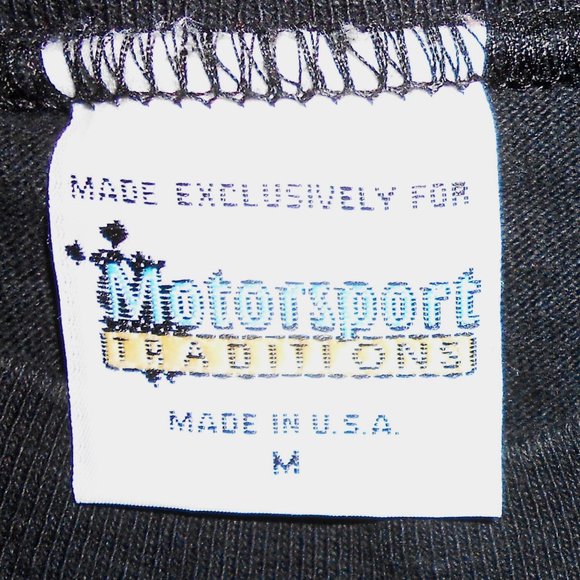 MADE EXCLUSIVELY FOR
Motorsport
TRADITIONS
MADE IN U.S.A.
M